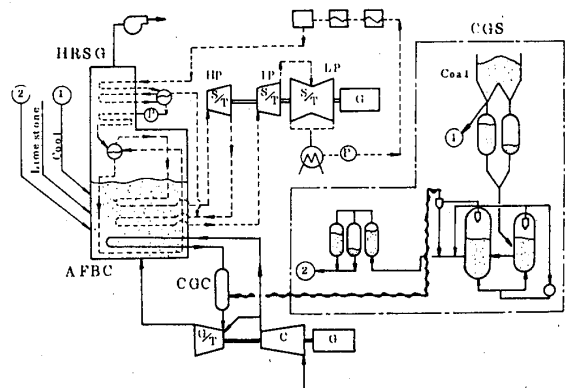 CGS
HRSG
HP
IP
LP
S/T
S/T
S/T
G
P
P
Coal
1
2
1
Limestone
Coal
2
AFBC
CGC
G/T
C
G